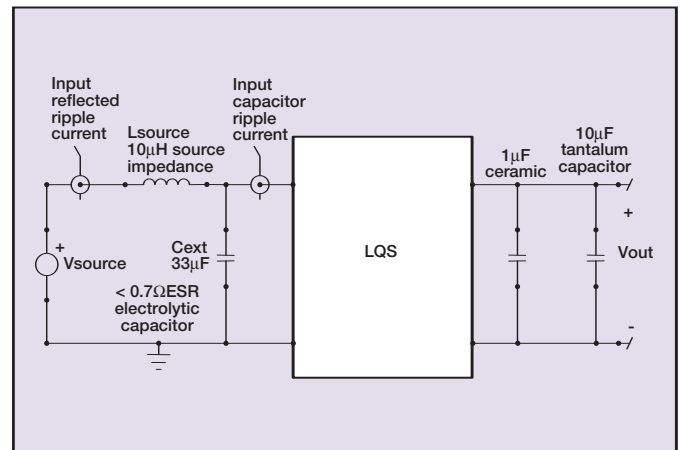 Input
reflected
ripple
current
Lsource
10µH source
impedance
Input
capacitor
ripple
current
1µF
ceramic
10µF
tantalum
capacitor
+
Vsource
Cext
33µF
< 0.7ΩESR
electrolytic
capacitor
LQS
+
Vout
-